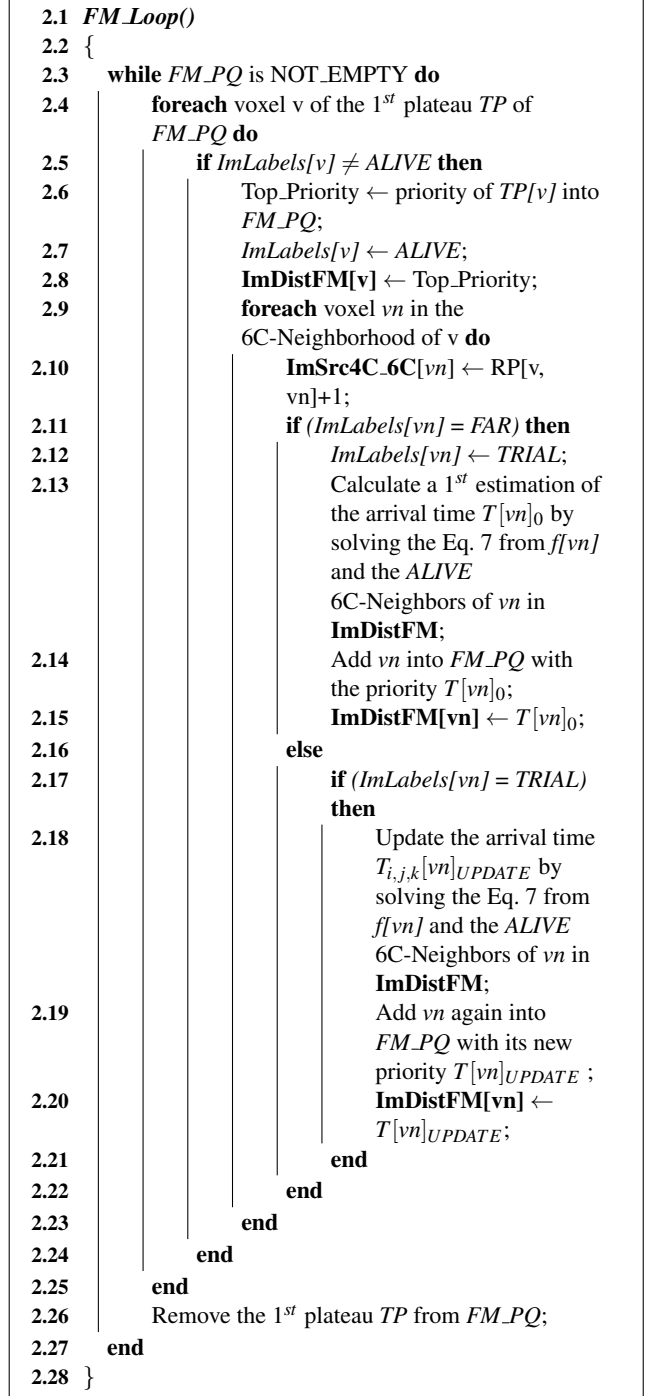 2.1 FM_Loop()
2.2 {
2.3 while FM_PQ is NOT_EMPTY do
2.4 foreach voxel v of the 1st plateau TP of
FM_PQ do
2.5 if ImLabels[v] ≠ ALIVE then
2.6 Top_Priority ← priority of TP[v] into
FM_PQ;
2.7 ImLabels[v] ← ALIVE;
2.8 ImDistFM[v] ← Top_Priority;
2.9 foreach voxel vn in the
6C-Neighborhood of v do
2.10 ImSrc4C_6C[vn] ← RP[v,
vn]+1;
2.11 if (ImLabels[vn] = FAR) then
2.12 ImLabels[vn] ← TRIAL;
2.13 Calculate a 1st estimation of
the arrival time T[vn]0 by
solving the Eq. 7 from f[vn]
and the ALIVE
6C-Neighbors of vn in
ImDistFM;
2.14 Add vn into FM_PQ with
the priority T[vn]0;
2.15 ImDistFM[vn] ← T[vn]0;
2.16 else
2.17 if (ImLabels[vn] = TRIAL)
then
2.18 Update the arrival time
Ti,j,k[vn]UPDATE by
solving the Eq. 7 from
f[vn] and the ALIVE
6C-Neighbors of vn in
ImDistFM;
2.19 Add vn again into
FM_PQ with its new
priority T[vn]UPDATE ;
2.20 ImDistFM[vn] ←
T[vn]UPDATE;
2.21 end
2.22 end
2.23 end
2.24 end
2.25 end
2.26 Remove the 1st plateau TP from FM_PQ;
2.27 end
2.28 }